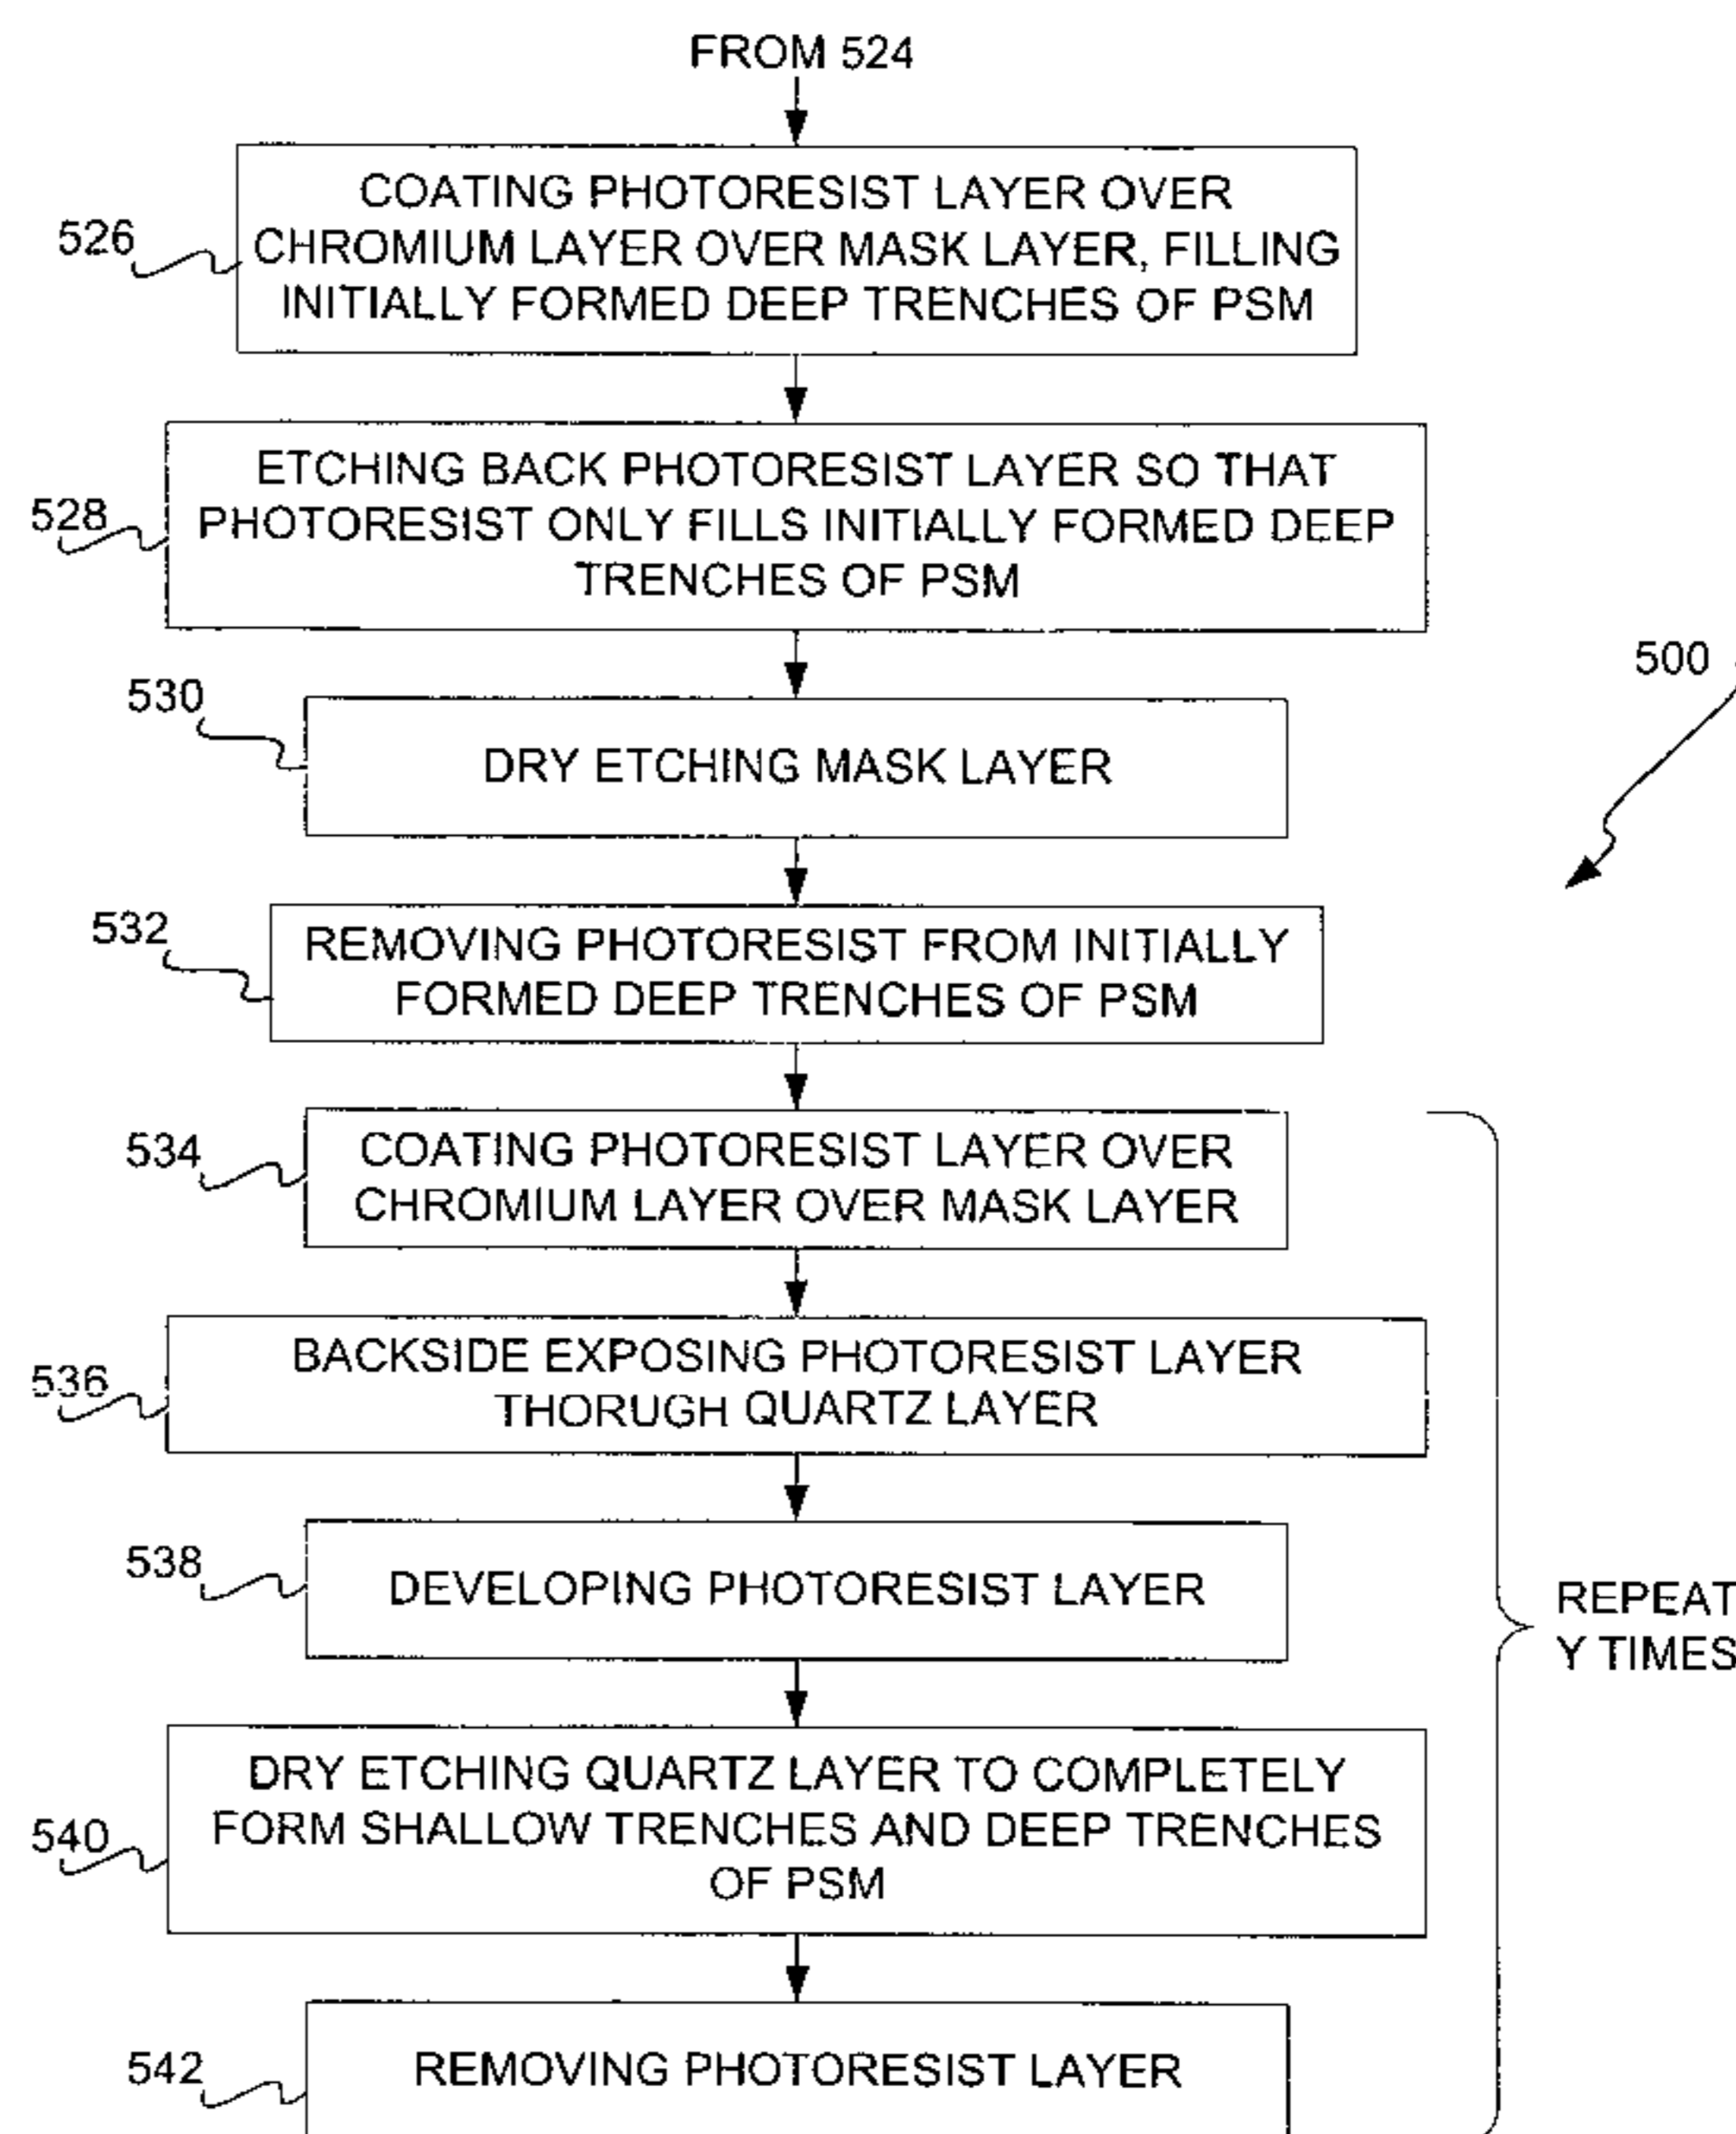 FROM 524
526
COATING PHOTORESIST LAYER OVER
CHROMIUM LAYER OVER MASK LAYER, FILLING
INITIALLY FORMED DEEP TRENCHES OF PSM
528
ETCHING BACK PHOTORESIST LAYER SO THAT
PHOTORESIST ONLY FILLS INITIALLY FORMED DEEP
TRENCHES OF PSM
500
530
DRY ETCHING MASK LAYER
532
REMOVING PHOTORESIST FROM INITIALLY
FORMED DEEP TRENCHES OF PSM
534
COATING PHOTORESIST LAYER OVER
CHROMIUM LAYER OVER MASK LAYER
536
BACKSIDE EXPOSING PHOTORESIST LAYER
THORUGH QUARTZ LAYER
538
DEVELOPING PHOTORESIST LAYER
REPEAT
Y TIMES
540
DRY ETCHING QUARTZ LAYER TO COMPLETELY
FORM SHALLOW TRENCHES AND DEEP TRENCHES
OF PSM
542
REMOVING PHOTORESIST LAYER